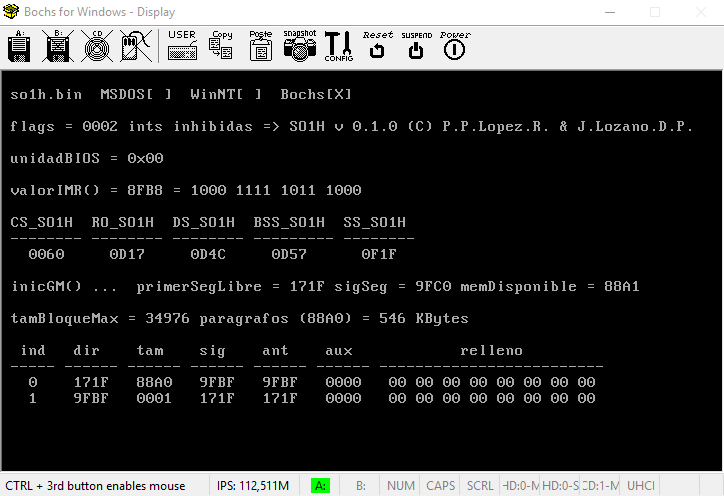 Bochs for Windows - Display
A: B: CD USER Copy Paste snapshot CONFIG Reset SUSPEND Power
so1h.bin MSDOS[ ] WinNT[ ] Bochs[X]
flags = 0002 ints inhibidas => SO1H v 0.1.0 (C) P.P.Lopez.R. & J.Lozano.D.P.
unidadBIOS = 0x00
valorIMR() = 8FB8 = 1000 1111 1011 1000
CS_SO1H RO_SO1H DS_SO1H BSS_SO1H SS_SO1H
-------- -------- -------- --------- --------
0060 0D17 0D4C 0D57 0F1F
inicGM() ... primerSegLibre = 171F sigSeg = 9FC0 memDisponible = 88A1
tamBloqueMax = 34976 paragrafos (88A0) = 546 KBytes
ind dir tam sig ant aux relleno
----- ------ ------ ------ ------ ------ -------------------------
0 171F 88A0 9FBF 9FBF 0000 00 00 00 00 00 00 00 00
1 9FBF 0001 171F 171F 0000 00 00 00 00 00 00 00 00
CTRL + 3rd button enables mouse IPS: 112,511M A: B: NUM CAPS SCRL HD:0-M HD:0-S CD:1-M UHCI